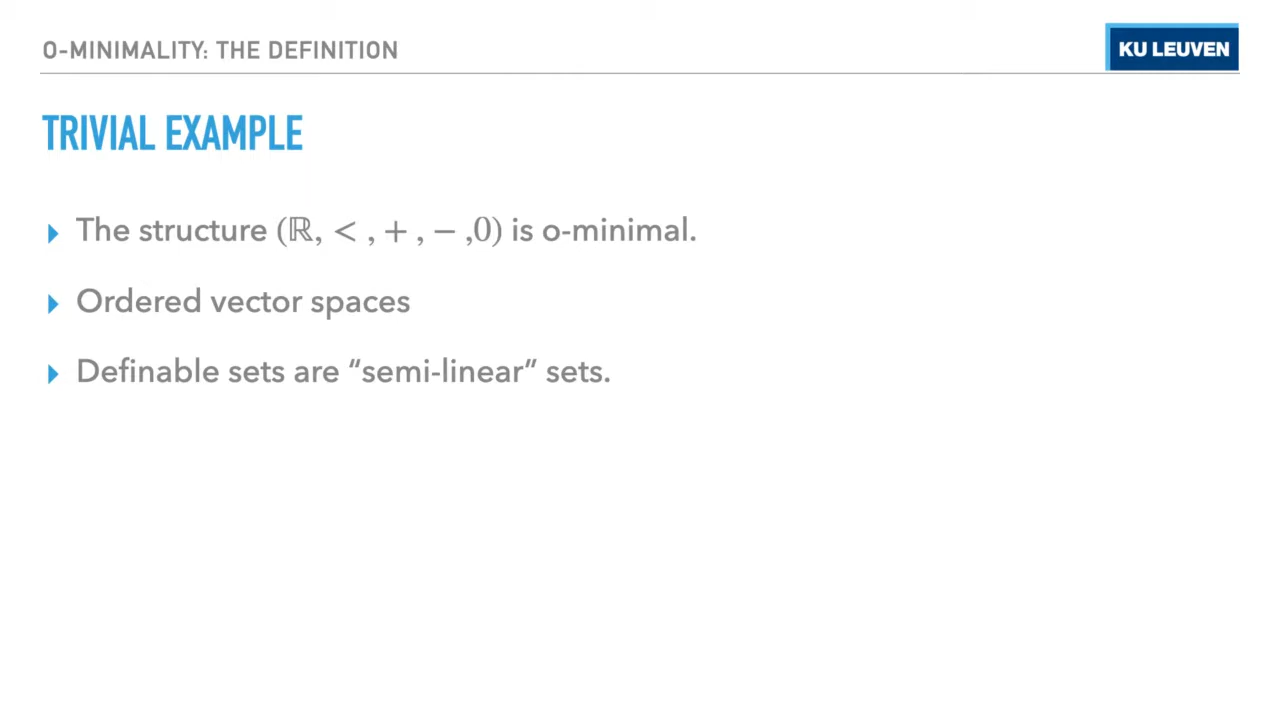 O-MINIMALITY: THE DEFINITION
KU LEUVEN
TRIVIAL EXAMPLE
The structure (ℝ, < , + , − ,0) is o-minimal.
Ordered vector spaces
Definable sets are “semi-linear” sets.